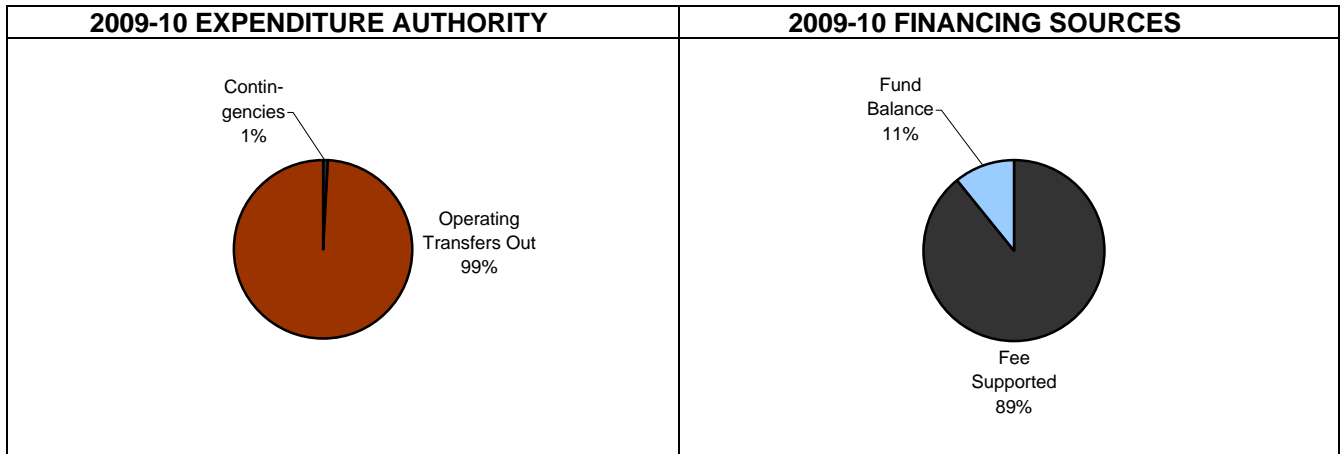 2009-10 EXPENDITURE AUTHORITY
Contin-
gencies
1%
Operating
Transfers Out
99%
2009-10 FINANCING SOURCES
Fund
Balance
11%
Fee
Supported
89%